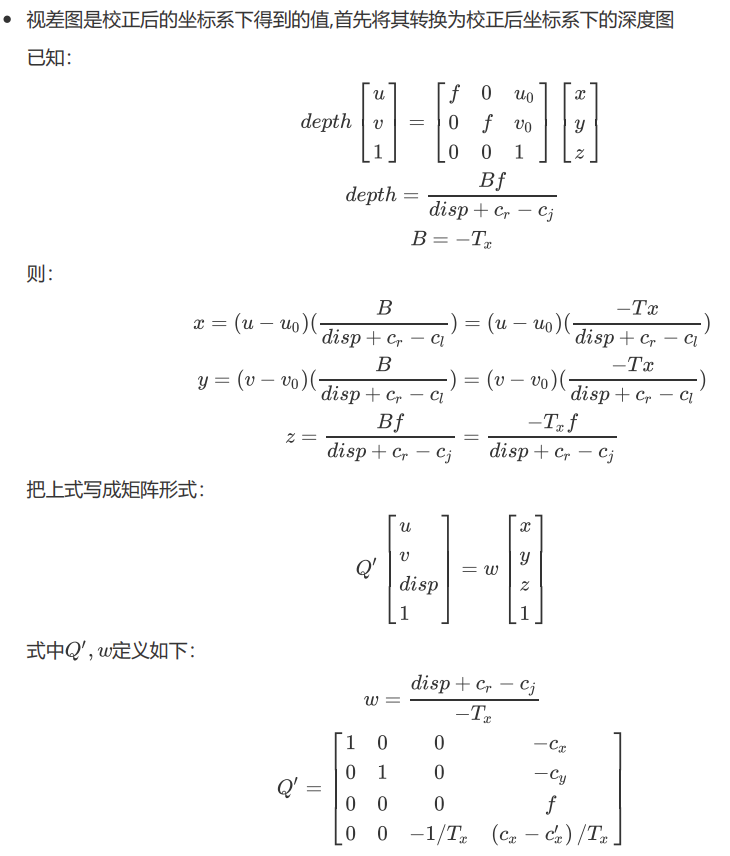 • 视差图是校正后的坐标系下得到的值,首先将其转换为校正后坐标系下的深度图
已知:
$depth \begin{bmatrix} u \\ v \\ 1 \end{bmatrix} = \begin{bmatrix} f & 0 & u_0 \\ 0 & f & v_0 \\ 0 & 0 & 1 \end{bmatrix} \begin{bmatrix} x \\ y \\ z \end{bmatrix}$
$depth = \frac{Bf}{disp + c_r - c_j}$
$B = -T_x$
则:
$x = (u - u_0)(\frac{B}{disp + c_r - c_l}) = (u - u_0)(\frac{-Tx}{disp + c_r - c_l})$
$y = (v - v_0)(\frac{B}{disp + c_r - c_l}) = (v - v_0)(\frac{-Tx}{disp + c_r - c_l})$
$z = \frac{Bf}{disp + c_r - c_j} = \frac{-T_x f}{disp + c_r - c_j}$
把上式写成矩阵形式:
$Q' \begin{bmatrix} u \\ v \\ disp \\ 1 \end{bmatrix} = w \begin{bmatrix} x \\ y \\ z \\ 1 \end{bmatrix}$
式中$Q', w$定义如下:
$w = \frac{disp + c_r - c_j}{-T_x}$
$Q' = \begin{bmatrix} 1 & 0 & 0 & -c_x \\ 0 & 1 & 0 & -c_y \\ 0 & 0 & 0 & f \\ 0 & 0 & -1/T_x & (c_x - c_x')/T_x \end{bmatrix}$